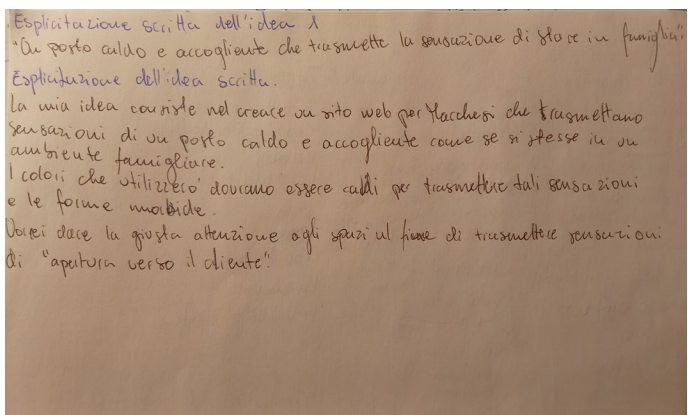 Esplicitazione scritta dell'idea 1
"Un posto caldo e accogliente che trasmette la sensazione di stare in famiglia".
Esplicitazione dell'idea scritta.
La mia idea consiste nel creare un sito web per Macchesi che trasmettano
sensazioni di un posto caldo e accogliente come se si stesse in un
ambiente famigliare.
I colori che utilizzerò dovrano essere caldi per trasmettere tali sensazioni
e le forme morbide.
Vorrei dare la giusta attenzione agli spazi al fine di trasmettere sensazioni
di "apertura verso il cliente".